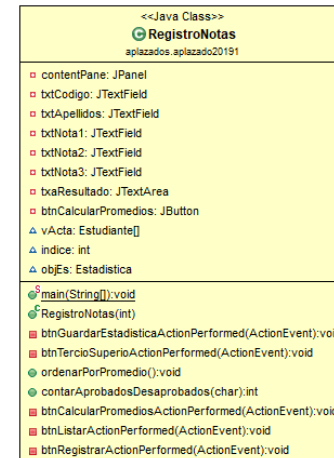 <<Java Class>>
RegistroNotas
aplazados.aplazado20191
contentPane: JPanel
txtCodigo: JTextField
txtApellidos: JTextField
txtNota1: JTextField
txtNota2: JTextField
txtNota3: JTextField
txaResultado: JTextArea
btnCalcularPromedios: JButton
vActa: Estudiante[]
indice: int
objEs: Estadistica
main(String[]):void
RegistroNotas(int)
btnGuardarEstadisticaActionPerformed(ActionEvent):voi
btnTercioSuperioActionPerformed(ActionEvent):void
ordenarPorPromedio():void
contarAprobadosDesaprobados(char):int
btnCalcularPromediosActionPerformed(ActionEvent):void
btnListarActionPerformed(ActionEvent):void
btnRegistrarActionPerformed(ActionEvent):void